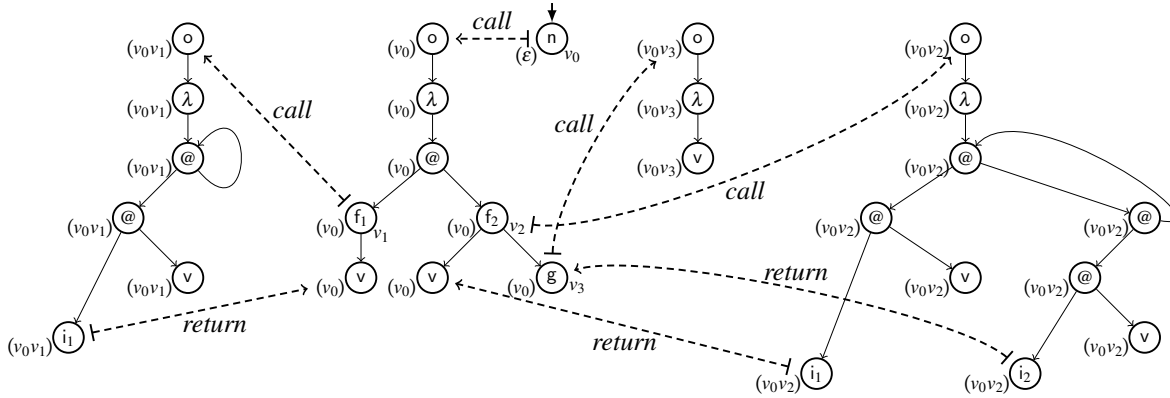 (v₀v₁) o (v₀) o call (ε) n v₀ (v₀v₃) o (v₀v₂) o
(v₀v₁) λ call (v₀) λ call (v₀v₃) λ (v₀v₂) λ
(v₀v₁) @ (v₀) @ (v₀v₃) v (v₀v₂) @
call
(v₀v₁) @ (v₀) f₁ v₁ (v₀) f₂ v₂ (v₀v₂) @ (v₀v₂) @
(v₀v₁) v (v₀) v (v₀) v (v₀) g v₃ return (v₀v₂) v (v₀v₂) @
return
(v₀v₁) i₁ return (v₀v₂) v
(v₀v₂) i₁ (v₀v₂) i₂